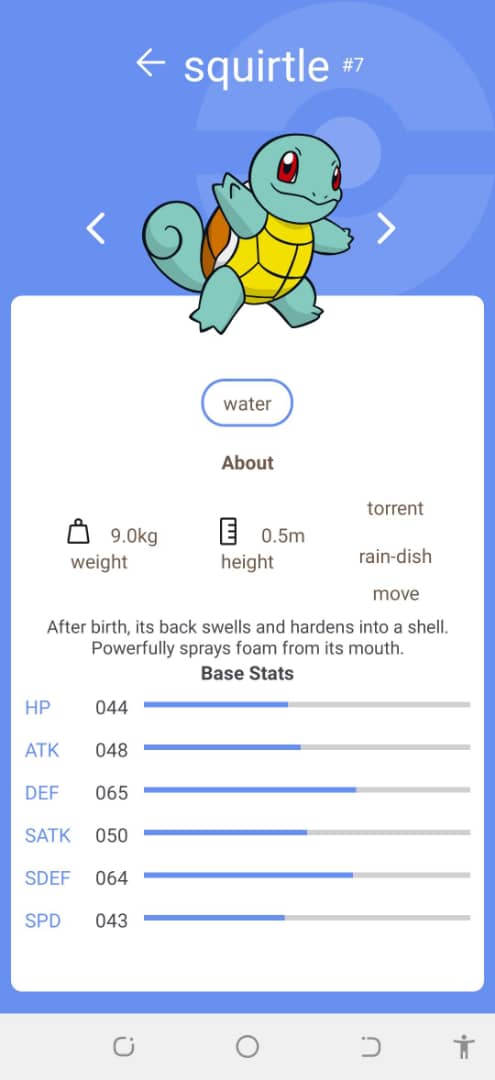 squirtle #7
water
About
9.0kg
weight
0.5m
height
torrent
rain-dish
move
After birth, its back swells and hardens into a shell.
Powerfully sprays foam from its mouth.
Base Stats
HP 044
ATK 048
DEF 065
SATK 050
SDEF 064
SPD 043